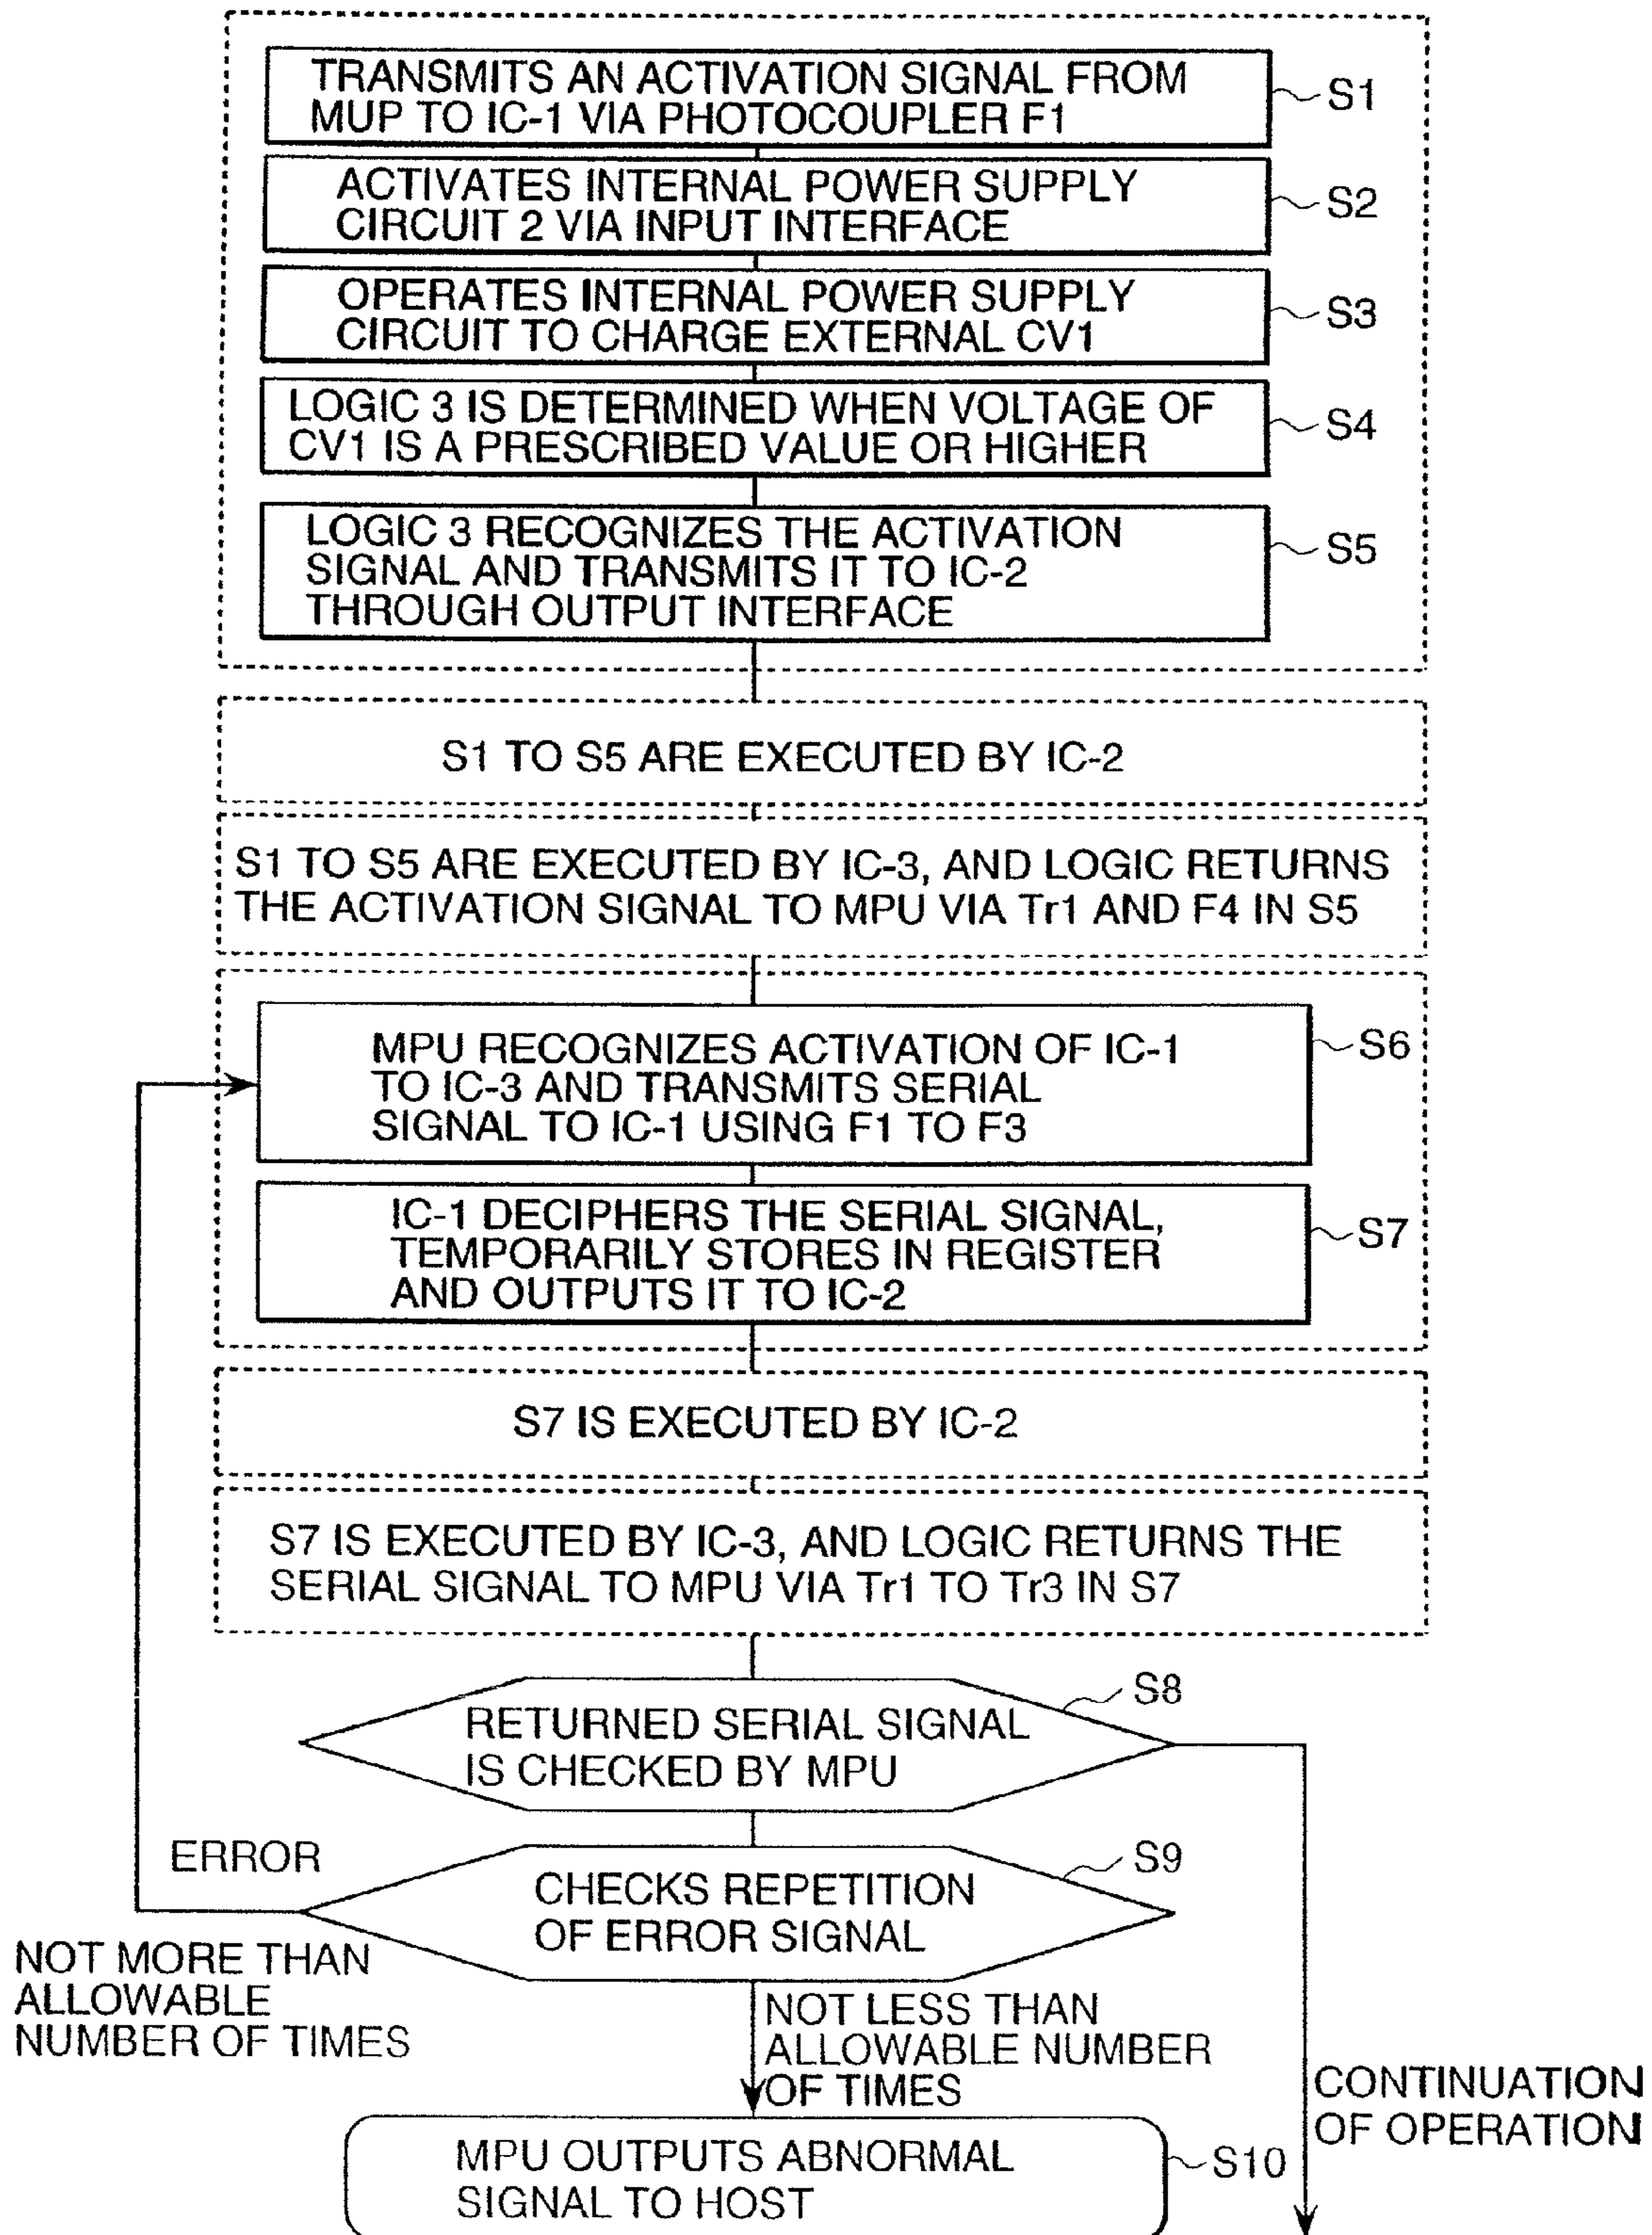 TRANSMITS AN ACTIVATION SIGNAL FROM
MUP TO IC-1 VIA PHOTOCOUPLER F1
S1
ACTIVATES INTERNAL POWER SUPPLY
CIRCUIT 2 VIA INPUT INTERFACE
S2
OPERATES INTERNAL POWER SUPPLY
CIRCUIT TO CHARGE EXTERNAL CV1
S3
LOGIC 3 IS DETERMINED WHEN VOLTAGE OF
CV1 IS A PRESCRIBED VALUE OR HIGHER
S4
LOGIC 3 RECOGNIZES THE ACTIVATION
SIGNAL AND TRANSMITS IT TO IC-2
THROUGH OUTPUT INTERFACE
S5
S1 TO S5 ARE EXECUTED BY IC-2
S1 TO S5 ARE EXECUTED BY IC-3, AND LOGIC RETURNS
THE ACTIVATION SIGNAL TO MPU VIA Tr1 AND F4 IN S5
MPU RECOGNIZES ACTIVATION OF IC-1
TO IC-3 AND TRANSMITS SERIAL
SIGNAL TO IC-1 USING F1 TO F3
S6
IC-1 DECIPHERS THE SERIAL SIGNAL,
TEMPORARILY STORES IN REGISTER
AND OUTPUTS IT TO IC-2
S7
S7 IS EXECUTED BY IC-2
S7 IS EXECUTED BY IC-3, AND LOGIC RETURNS THE
SERIAL SIGNAL TO MPU VIA Tr1 TO Tr3 IN S7
RETURNED SERIAL SIGNAL
IS CHECKED BY MPU
S8
ERROR
CHECKS REPETITION
OF ERROR SIGNAL
S9
NOT MORE THAN
ALLOWABLE
NUMBER OF TIMES
NOT LESS THAN
ALLOWABLE NUMBER
OF TIMES
CONTINUATION
OF OPERATION
MPU OUTPUTS ABNORMAL
SIGNAL TO HOST
S10